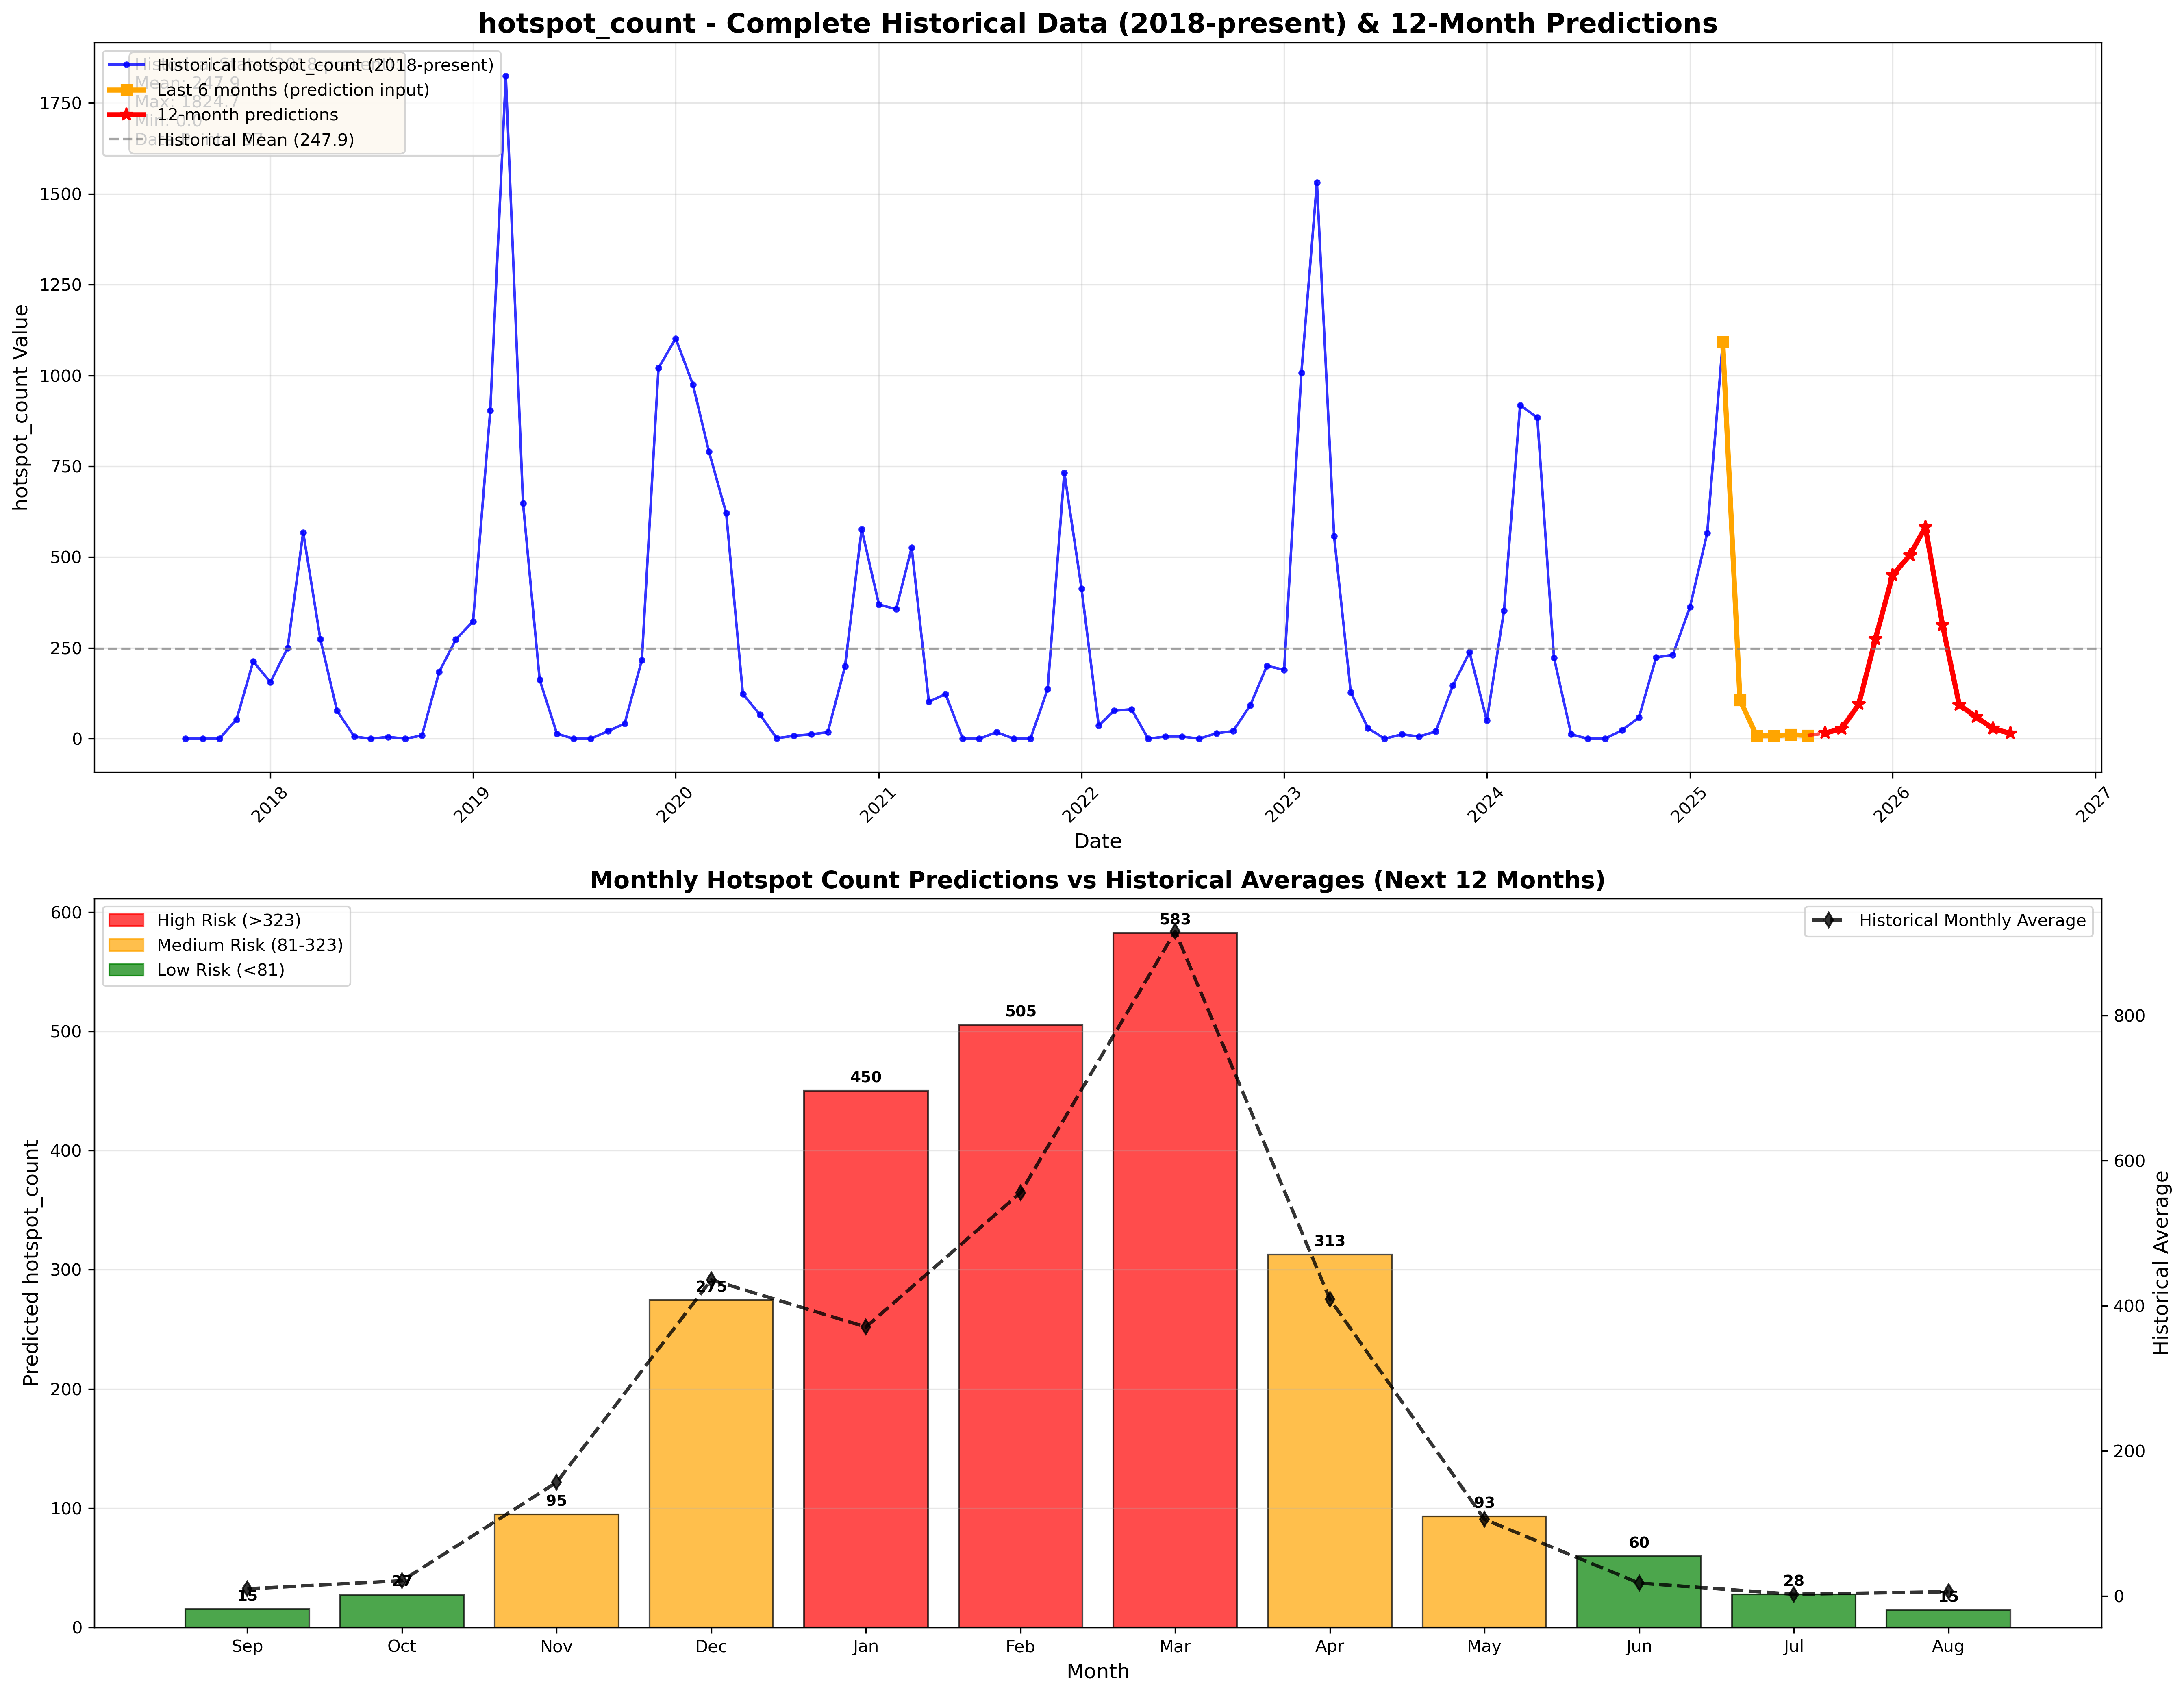 hotspot_count - Complete Historical Data (2018-present) & 12-Month Predictions
Historical hotspot_count (2018-present)
Last 6 months (prediction input)
12-month predictions
Historical Mean (247.9)
Mean: 247.9
Max: 1824.7
hotspot_count Value
1750
1500
1250
1000
750
500
250
0
2018
2019
2020
2021
2022
2023
2024
2025
2026
2027
Date
Monthly Hotspot Count Predictions vs Historical Averages (Next 12 Months)
High Risk (>323)
Medium Risk (81-323)
Low Risk (<81)
Historical Monthly Average
Predicted hotspot_count
600
500
400
300
200
100
0
15
27
95
275
450
505
583
313
93
60
28
15
800
600
400
200
0
Historical Average
Sep
Oct
Nov
Dec
Jan
Feb
Mar
Apr
May
Jun
Jul
Aug
Month